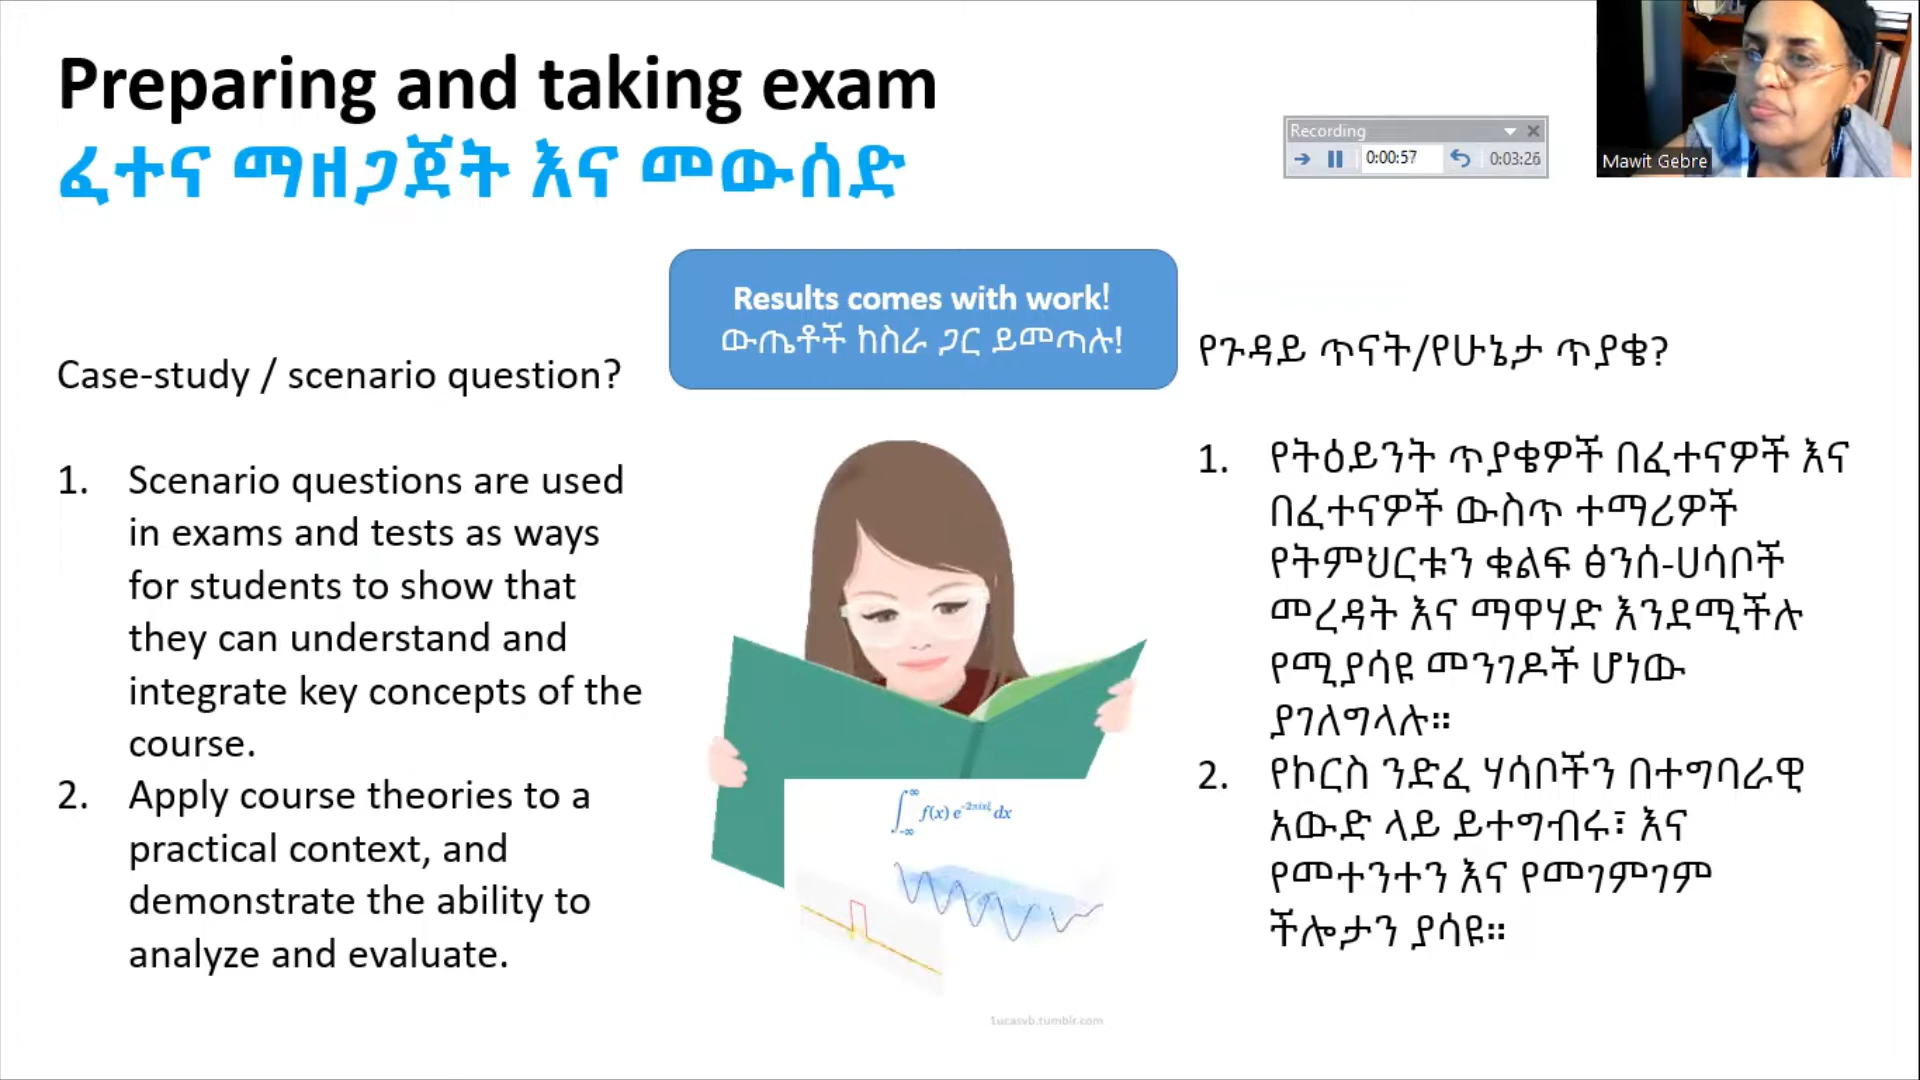 Preparing and taking exam
ፈተና ማዘጋጀት እና መውሰድ
Recording
0:00:57
0:03:26
Mawit Gebre
Results comes with work!
ውጤቶች ከስራ ጋር ይመጣሉ!
Case-study / scenario question?
1. Scenario questions are used
in exams and tests as ways
for students to show that
they can understand and
integrate key concepts of the
course.
2. Apply course theories to a
practical context, and
demonstrate the ability to
analyze and evaluate.
የጉዳይ ጥናት/የሁኔታ ጥያቄ?
1. የትዕይንት ጥያቄዎች በፈተናዎች እና
በፈተናዎች ውስጥ ተማሪዎች
የትምህርቱን ቁልፍ ፅንሰ-ሀሳቦች
መረዳት እና ማዋሃድ እንደሚችሉ
የሚያሳዩ መንገዶች ሆነው
ያገለግላሉ።
2. የኮርስ ንድፈ ሃሳቦችን በተግባራዊ
አውድ ላይ ይተግብሩ፣ እና
የመተንተን እና የመገምገም
ችሎታን ያሳዩ።
∫_{-∞}^{∞} f(x) e^{-2πixξ} dx
1ucasvb.tumblr.com